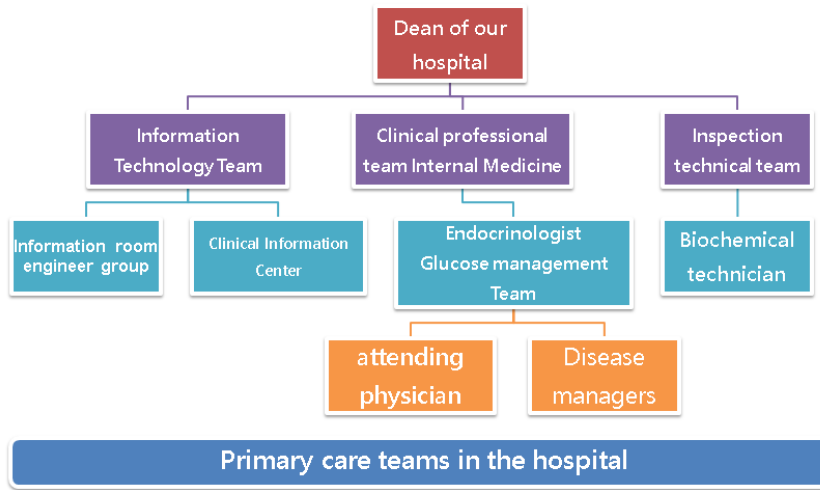 Dean of our
hospital
Information
Technology Team
Clinical professional
team Internal Medicine
Inspection
technical team
Information room
engineer group
Clinical Information
Center
Endocrinologist
Glucose management
Team
Biochemical
technician
attending
physician
Disease
managers
Primary care teams in the hospital